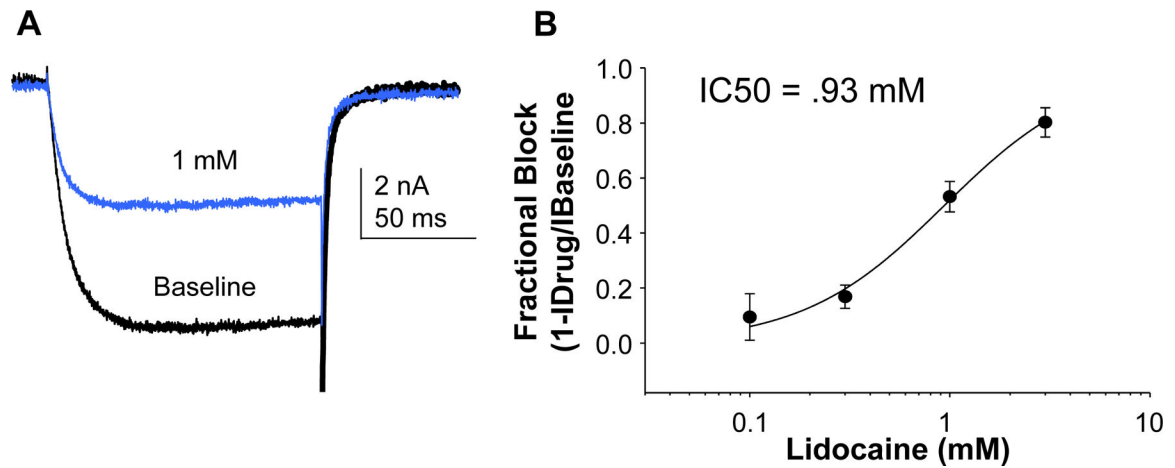 A
1 mM
2 nA
50 ms
Baseline
B
IC50 = .93 mM
Fractional Block
(1-IDrug/IBaseline
1.0
0.8
0.6
0.4
0.2
0.0
0.1
1
10
Lidocaine (mM)